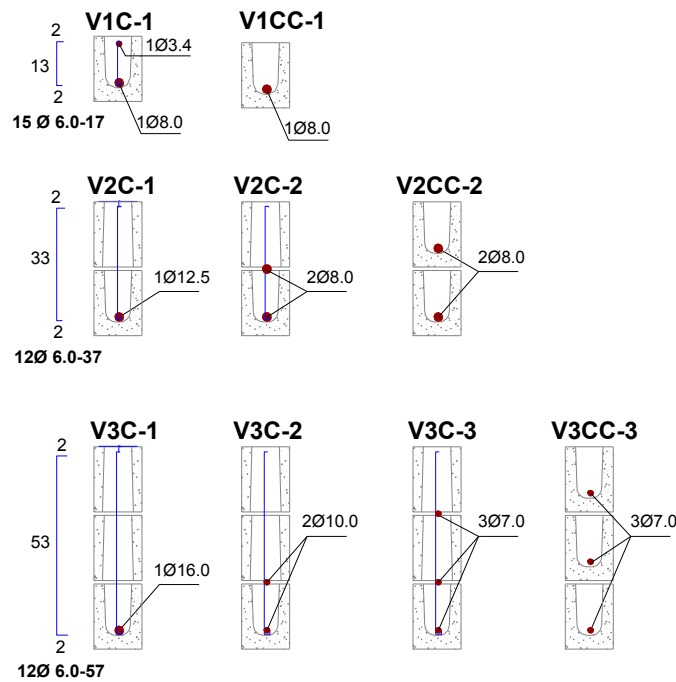 V1C-1
V1CC-1
2
1Ø3.4
13
2
15 Ø 6.0-17
1Ø8.0
1Ø8.0
V2C-1
V2C-2
V2CC-2
2
33
1Ø12.5
2Ø8.0
2Ø8.0
2
12Ø 6.0-37
V3C-1
V3C-2
V3C-3
V3CC-3
2
53
2Ø10.0
3Ø7.0
3Ø7.0
1Ø16.0
2
12Ø 6.0-57